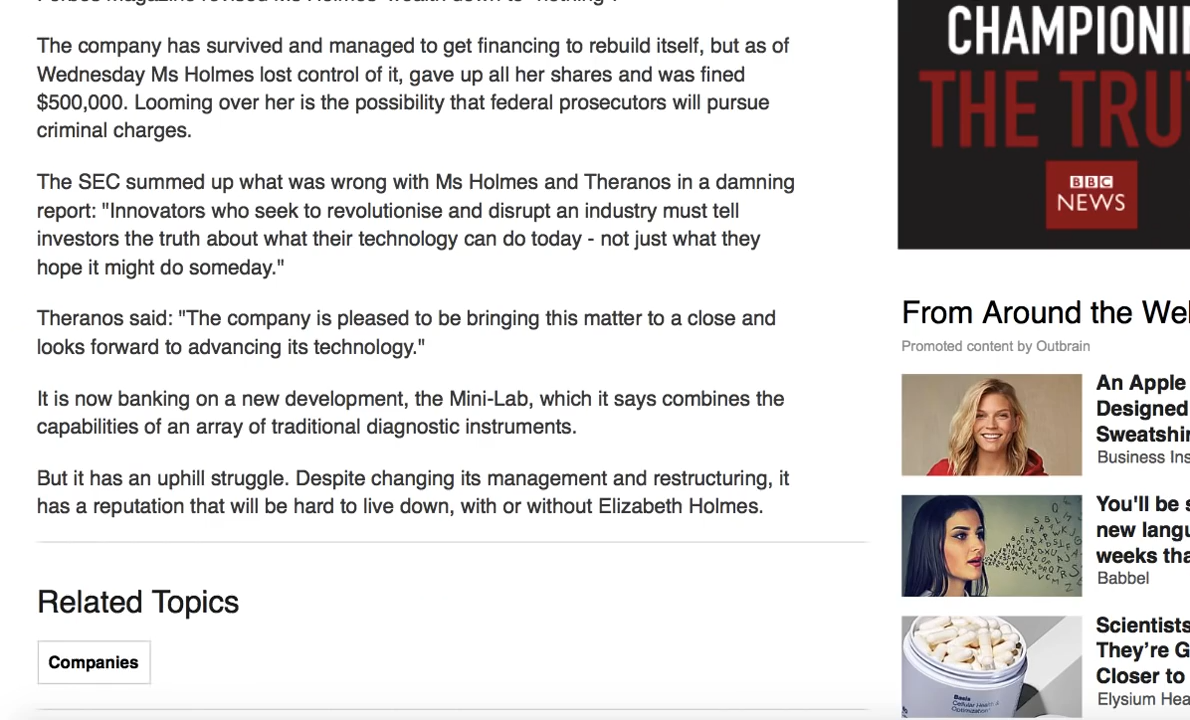 The company has survived and managed to get financing to rebuild itself, but as of
Wednesday Ms Holmes lost control of it, gave up all her shares and was fined
$500,000. Looming over her is the possibility that federal prosecutors will pursue
criminal charges.
The SEC summed up what was wrong with Ms Holmes and Theranos in a damning
report: "Innovators who seek to revolutionise and disrupt an industry must tell
investors the truth about what their technology can do today - not just what they
hope it might do someday."
Theranos said: "The company is pleased to be bringing this matter to a close and
looks forward to advancing its technology."
It is now banking on a new development, the Mini-Lab, which it says combines the
capabilities of an array of traditional diagnostic instruments.
But it has an uphill struggle. Despite changing its management and restructuring, it
has a reputation that will be hard to live down, with or without Elizabeth Holmes.
Related Topics
Companies
CHAMPIONI
THE TRU
BBC
NEWS
From Around the We
Promoted content by Outbrain
An Apple
Designed
Sweatshi
Business Ins
You'll be s
new langu
weeks tha
Babbel
Scientists
They're G
Closer to
Elysium Hea
Basis
Cellular Health &
Optimization